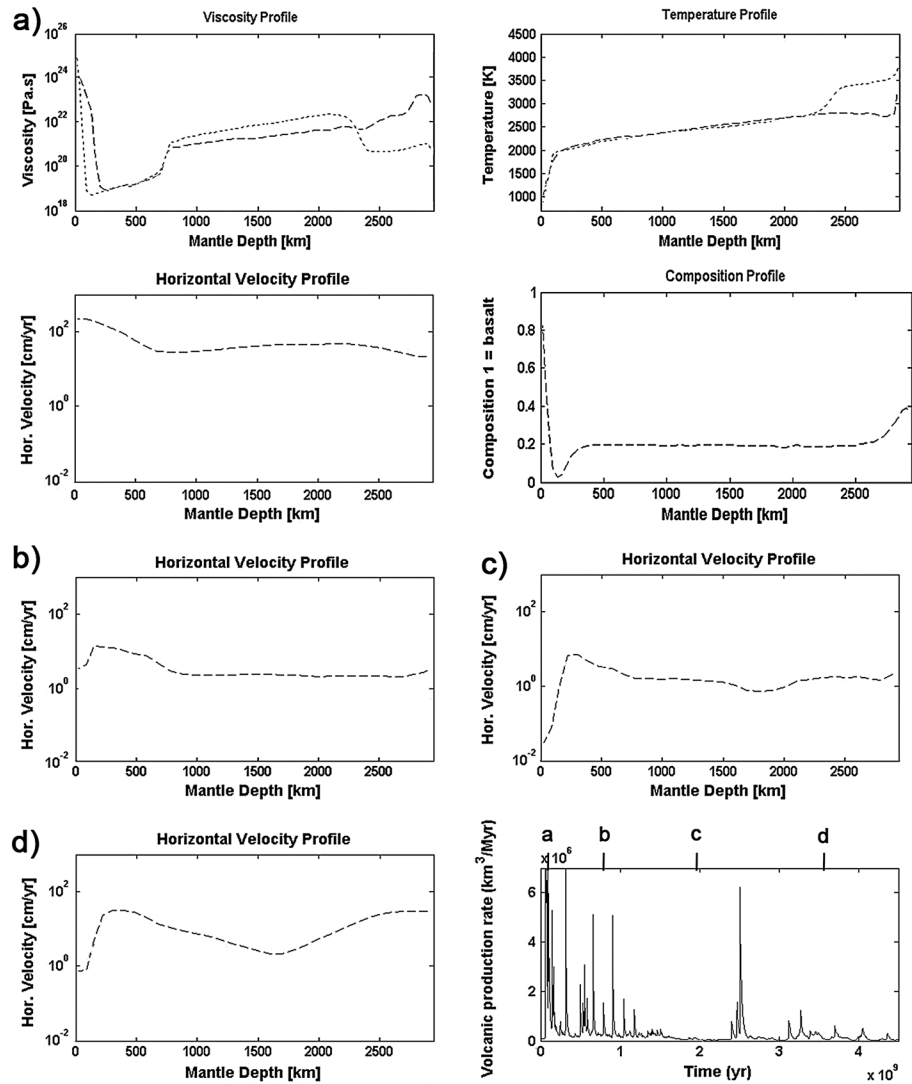 a)
Viscosity Profile
10^26
10^24
10^22
10^20
10^18
Viscosity [Pa.s]
0 500 1000 1500 2000 2500
Mantle Depth [km]
Temperature Profile
4500
4000
3500
3000
2500
2000
1500
1000
Temperature [K]
0 500 1000 1500 2000 2500
Mantle Depth [km]
Horizontal Velocity Profile
10^2
10^0
10^-2
Hor. Velocity [cm/yr]
0 500 1000 1500 2000 2500
Mantle Depth [km]
Composition Profile
1
0.8
0.6
0.4
0.2
0
Composition 1 = basalt
0 500 1000 1500 2000 2500
Mantle Depth [km]
b)
Horizontal Velocity Profile
10^2
10^0
10^-2
Hor. Velocity [cm/yr]
0 500 1000 1500 2000 2500
Mantle Depth [km]
c)
Horizontal Velocity Profile
10^2
10^0
10^-2
Hor. Velocity [cm/yr]
0 500 1000 1500 2000 2500
Mantle Depth [km]
d)
Horizontal Velocity Profile
10^2
10^0
10^-2
Hor. Velocity [cm/yr]
0 500 1000 1500 2000 2500
Mantle Depth [km]
a b c d
x 10^6
6
4
2
0
Volcanic production rate (km^3/Myr)
0 1 2 3 4
Time (yr)
x 10^9